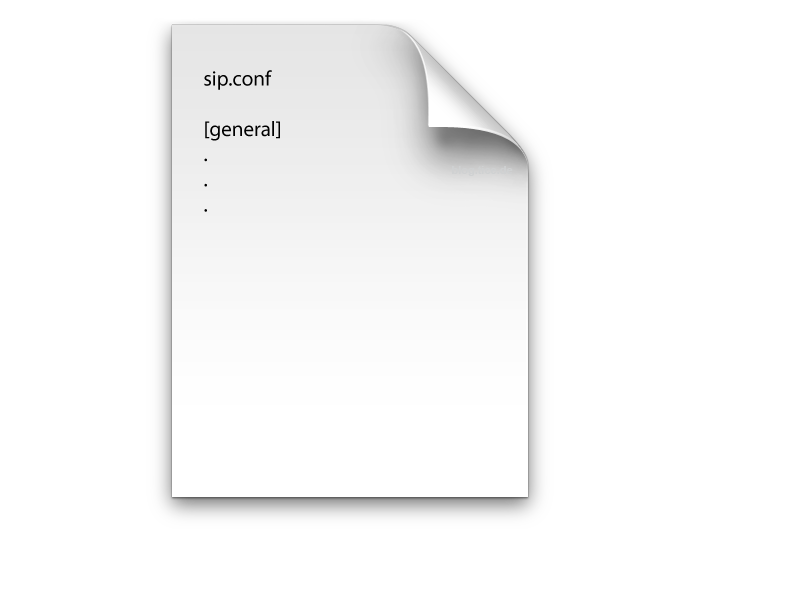 sip.conf
[general]
.
.
.